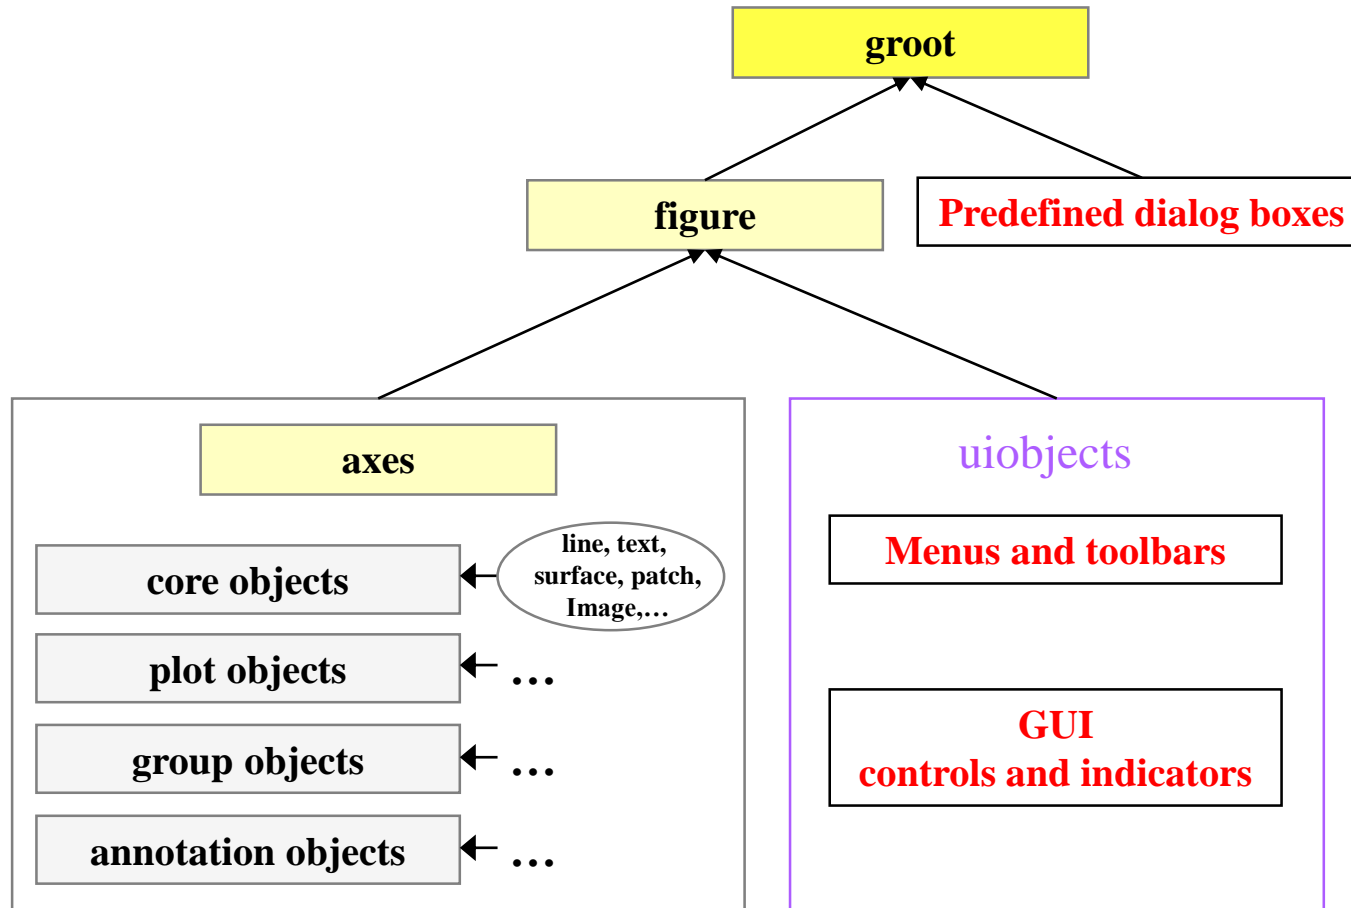 groot
figure
Predefined dialog boxes
axes
uiobjects
core objects
line, text,
surface, patch,
Image,…
Menus and toolbars
plot objects
…
group objects
…
GUI
controls and indicators
annotation objects
…